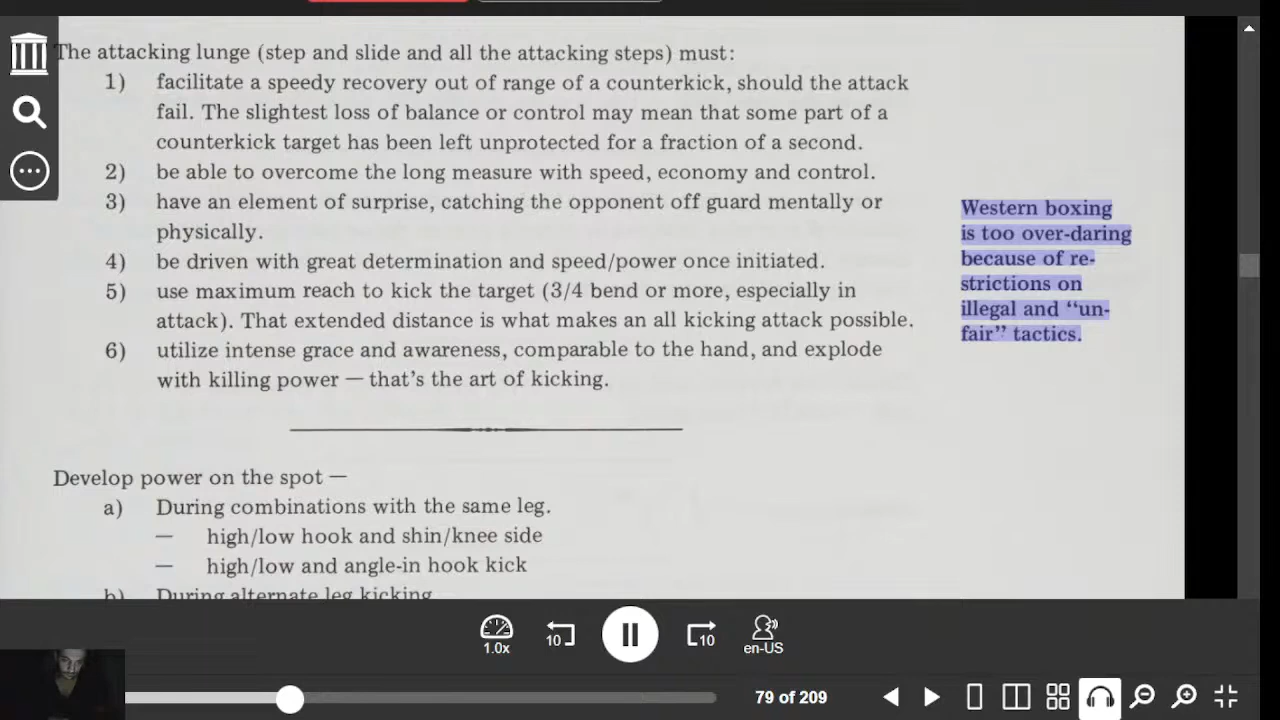 The attacking lunge (step and slide and all the attacking steps) must:
1) facilitate a speedy recovery out of range of a counterkick, should the attack
fail. The slightest loss of balance or control may mean that some part of a
counterkick target has been left unprotected for a fraction of a second.
2) be able to overcome the long measure with speed, economy and control.
3) have an element of surprise, catching the opponent off guard mentally or
physically.
4) be driven with great determination and speed/power once initiated.
5) use maximum reach to kick the target (3/4 bend or more, especially in
attack). That extended distance is what makes an all kicking attack possible.
6) utilize intense grace and awareness, comparable to the hand, and explode
with killing power — that's the art of kicking.
Western boxing
is too over-daring
because of re-
strictions on
illegal and “un-
fair” tactics.
Develop power on the spot —
a) During combinations with the same leg.
— high/low hook and shin/knee side
— high/low and angle-in hook kick
b) During alternate leg kicking
1.0x
10
10
en-US
79 of 209